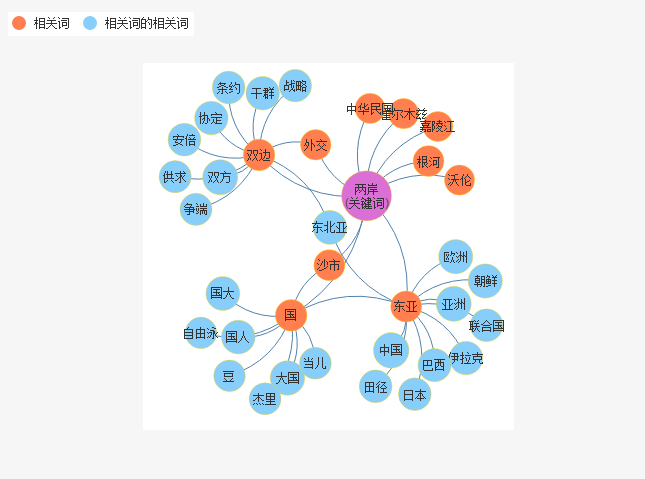 相关词
相关词的相关词
条约
干群
战略
中华民国
霍尔木兹
协定
嘉陵江
安倍
外交
双边
根河
供求
双方
沃伦
两岸
(关键词)
争端
东北亚
欧洲
沙市
朝鲜
国大
亚洲
东亚
国
联合国
自由泳
国人
中国
伊拉克
当儿
巴西
豆
大国
田径
日本
杰里